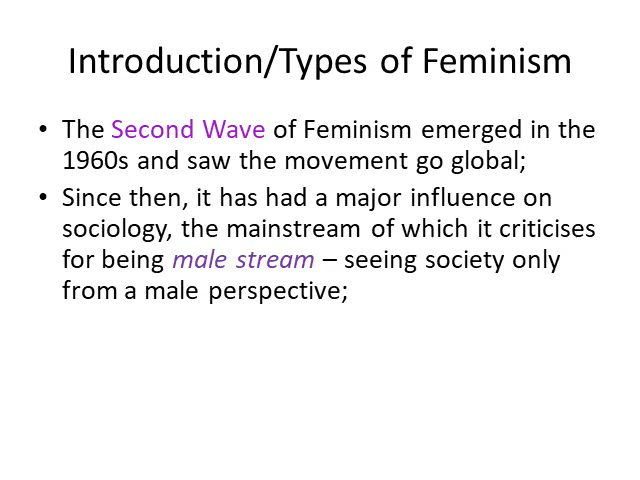 Introduction/Types of Feminism
• The Second Wave of Feminism emerged in the
1960s and saw the movement go global;
• Since then, it has had a major influence on
sociology, the mainstream of which it criticises
for being male stream – seeing society only
from a male perspective;